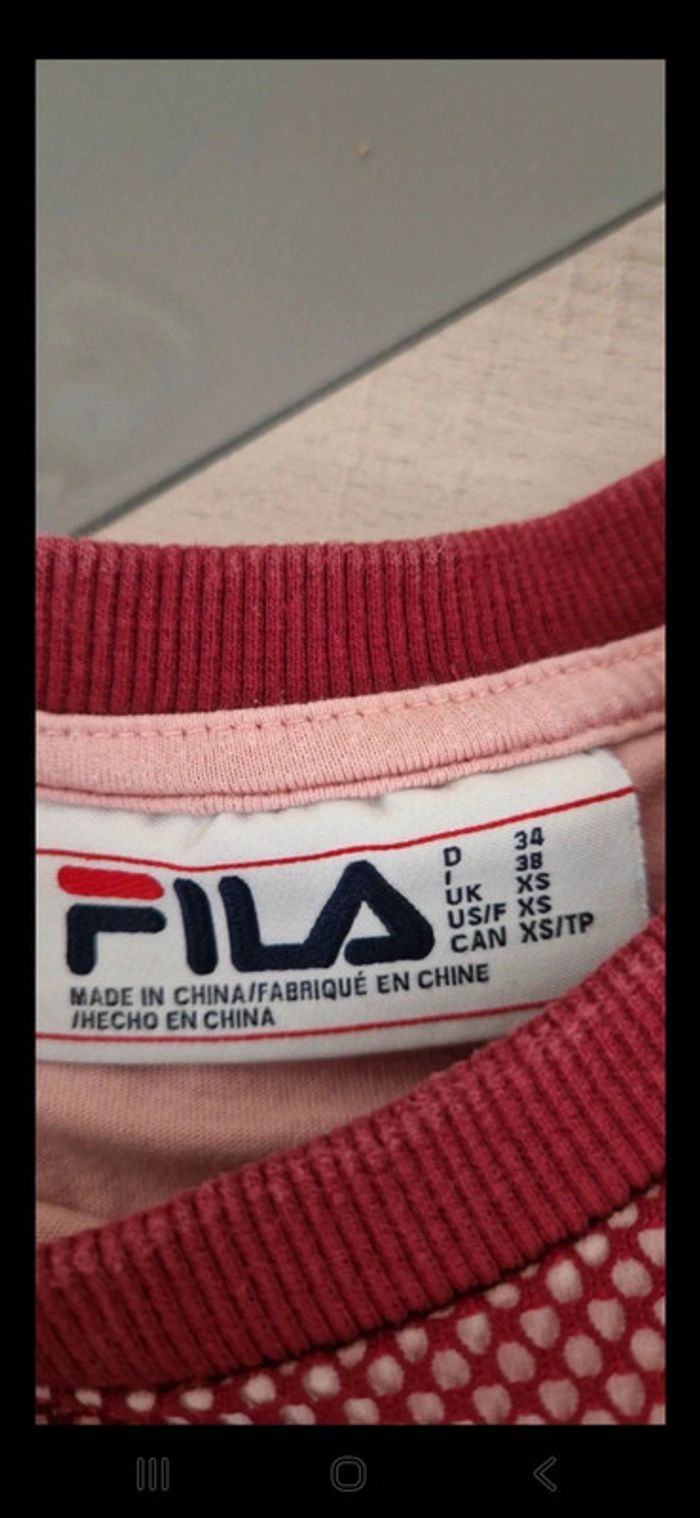 FILA
D 34
I 38
UK XS
US/F XS
CAN XS/TP
MADE IN CHINA/FABRIQUÉ EN CHINE
/HECHO EN CHINA